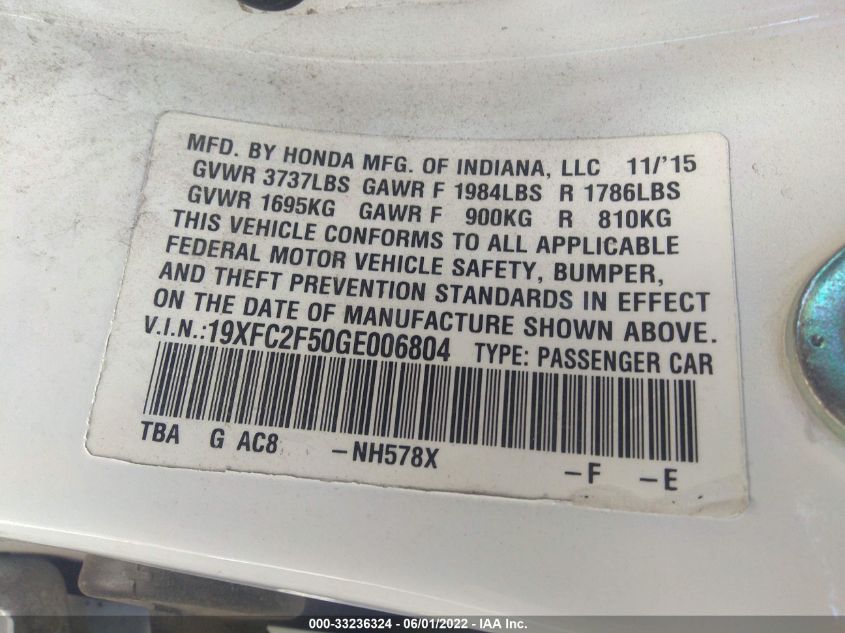 MFD. BY HONDA MFG. OF INDIANA, LLC 11/'15
GVWR 3737LBS GAWR F 1984LBS R 1786LBS
GVWR 1695KG GAWR F 900KG R 810KG
THIS VEHICLE CONFORMS TO ALL APPLICABLE
FEDERAL MOTOR VEHICLE SAFETY, BUMPER,
AND THEFT PREVENTION STANDARDS IN EFFECT
ON THE DATE OF MANUFACTURE SHOWN ABOVE.
V.I.N.:19XFC2F50GE006804 TYPE: PASSENGER CAR
TBA G AC8 -NH578X -F -E
000-33236324 - 06/01/2022 - IAA Inc.